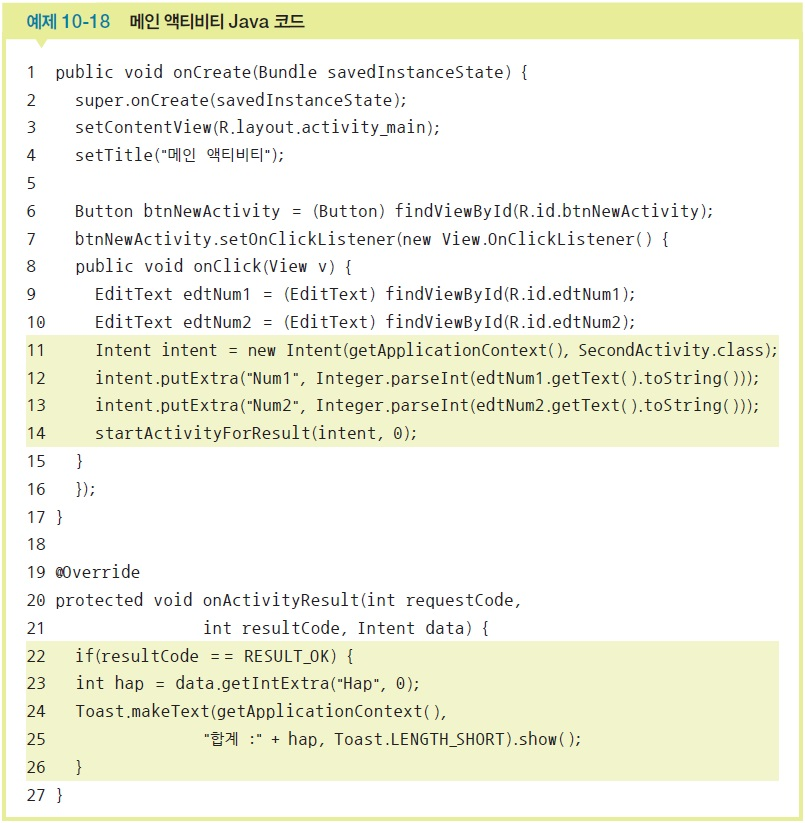 예제 10-18 메인 액티비티 Java 코드
1 public void onCreate(Bundle savedInstanceState) {
2 super.onCreate(savedInstanceState);
3 setContentView(R.layout.activity_main);
4 setTitle("메인 액티비티");
5
6 Button btnNewActivity = (Button) findViewById(R.id.btnNewActivity);
7 btnNewActivity.setOnClickListener(new View.OnClickListener() {
8 public void onClick(View v) {
9 EditText edtNum1 = (EditText) findViewById(R.id.edtNum1);
10 EditText edtNum2 = (EditText) findViewById(R.id.edtNum2);
11 Intent intent = new Intent(getApplicationContext(), SecondActivity.class);
12 intent.putExtra("Num1", Integer.parseInt(edtNum1.getText().toString()));
13 intent.putExtra("Num2", Integer.parseInt(edtNum2.getText().toString()));
14 startActivityForResult(intent, 0);
15 }
16 });
17 }
18
19 @Override
20 protected void onActivityResult(int requestCode,
21 int resultCode, Intent data) {
22 if(resultCode == RESULT_OK) {
23 int hap = data.getIntExtra("Hap", 0);
24 Toast.makeText(getApplicationContext(),
25 "합계 :" + hap, Toast.LENGTH_SHORT).show();
26 }
27 }